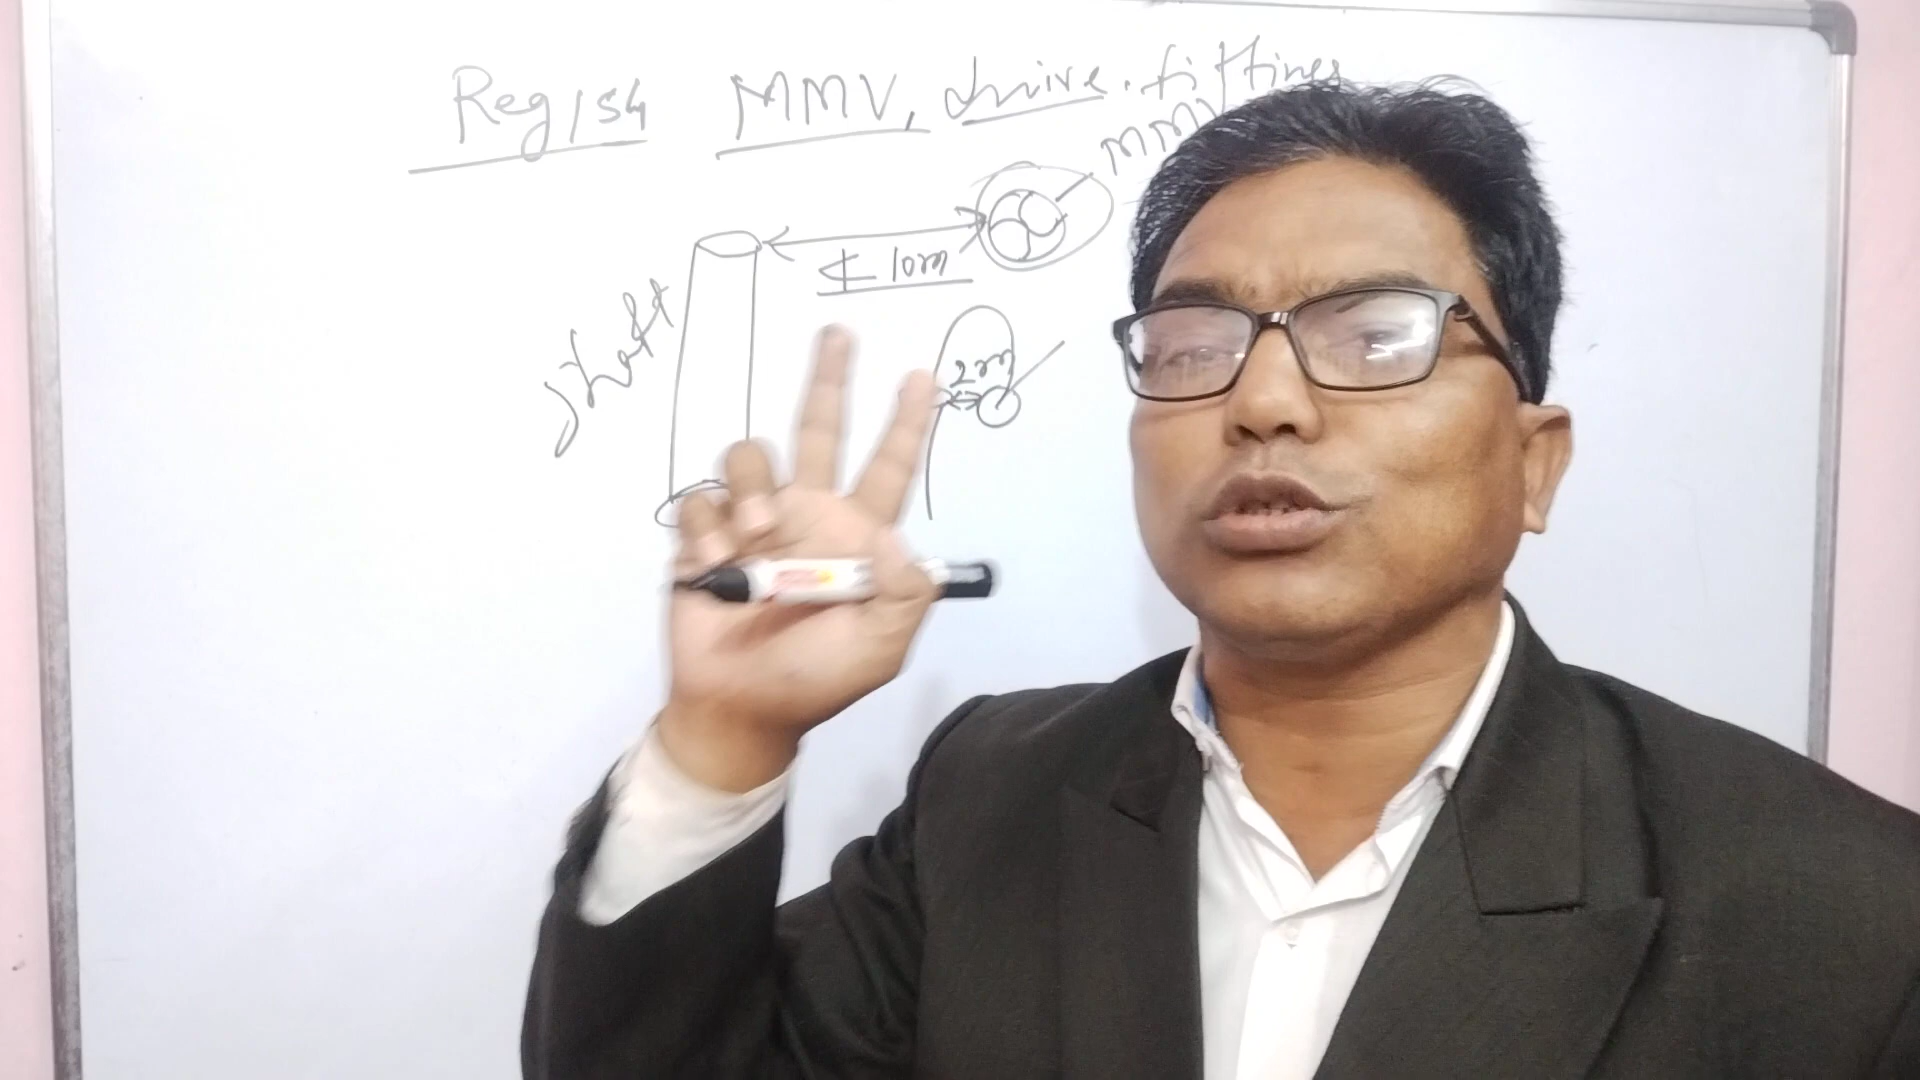 Reg 154 MMV, drive. fittings
MMV
≮ 10m
shaft
2m